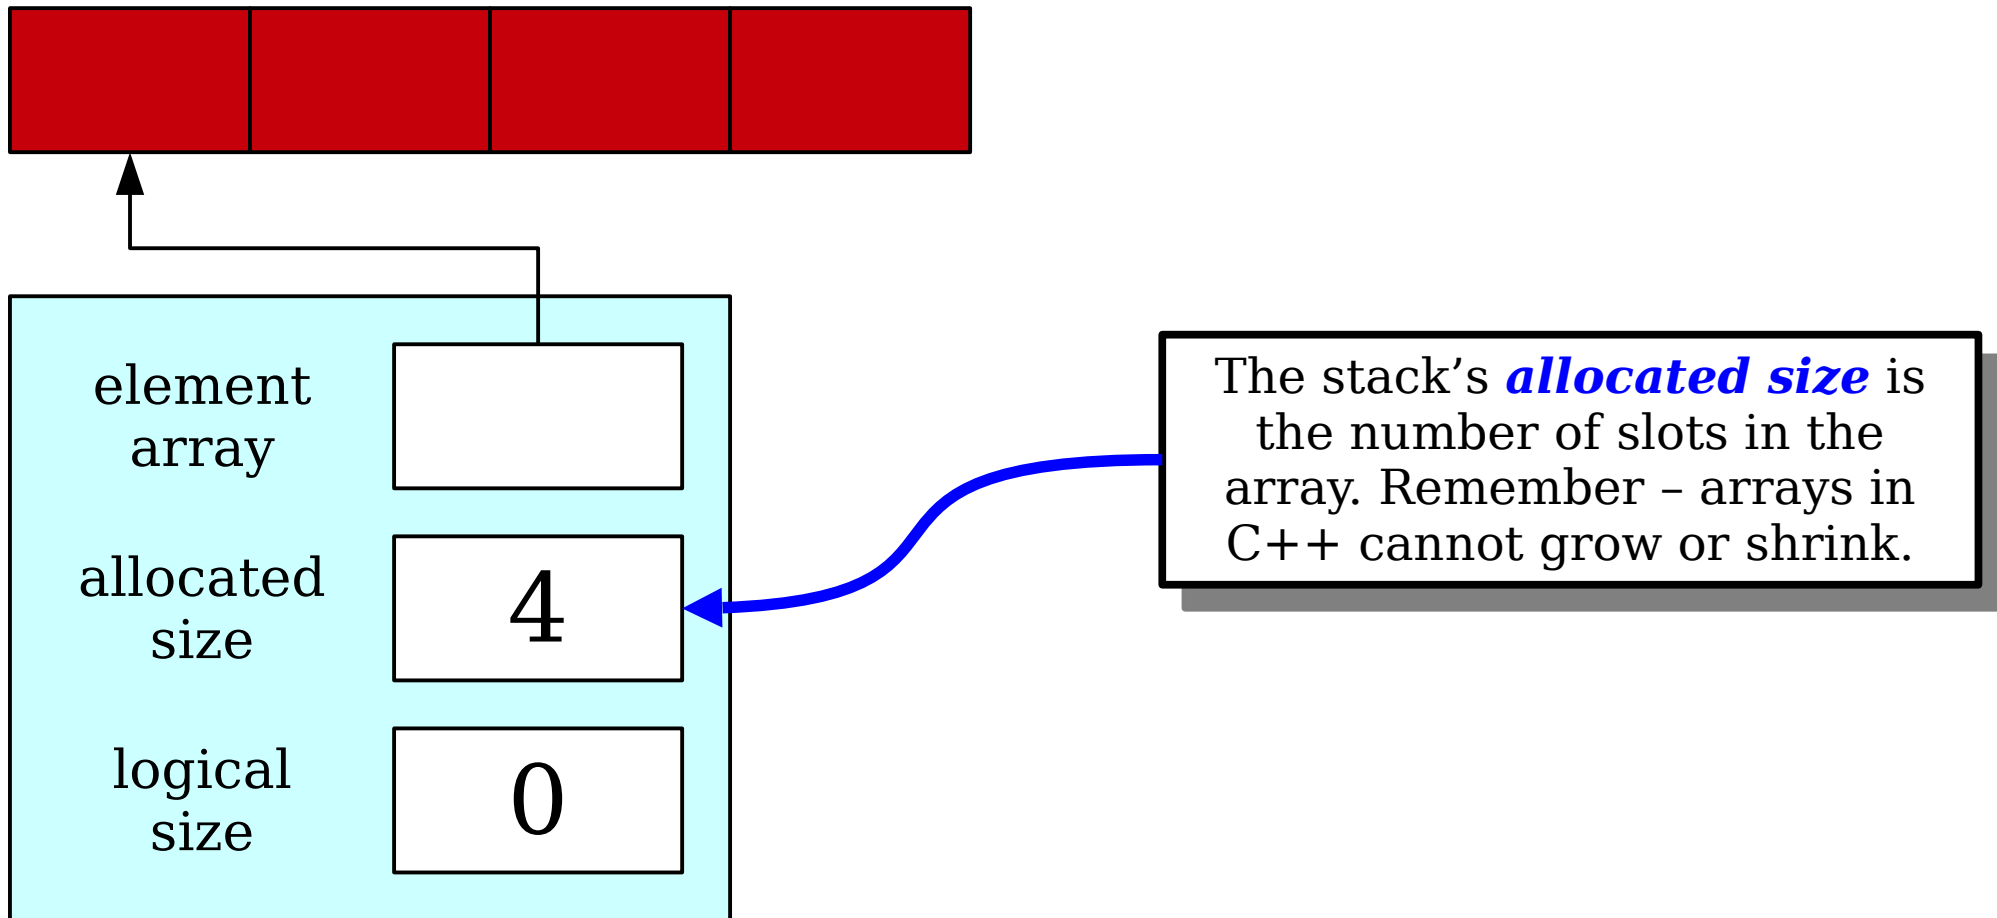 element
array
allocated
size
4
logical
size
0
The stack’s allocated size is
the number of slots in the
array. Remember – arrays in
C++ cannot grow or shrink.